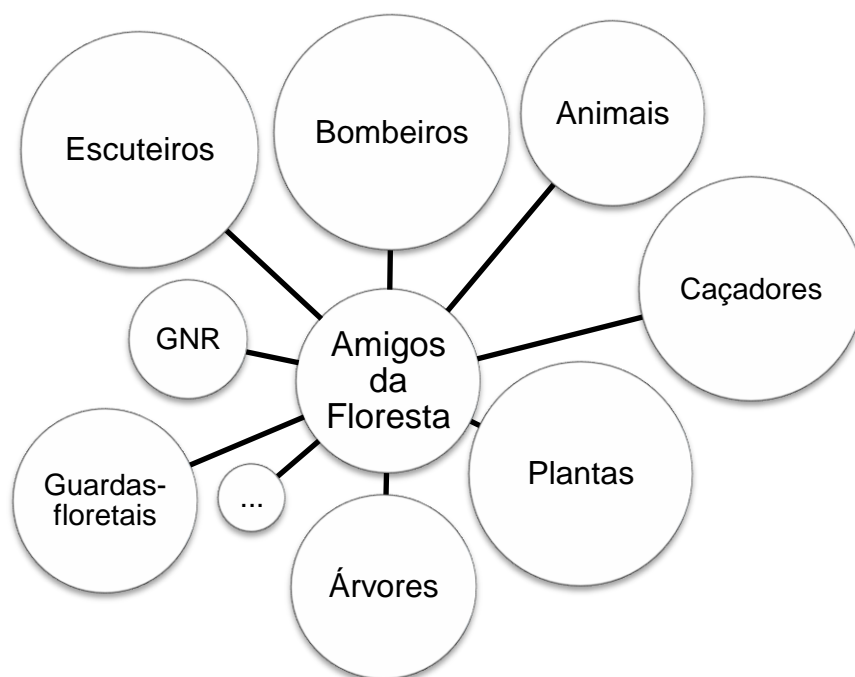 Escuteiros
Bombeiros
Animais
Caçadores
GNR
Amigos
da
Floresta
Guardas-
floretais
...
Plantas
Árvores